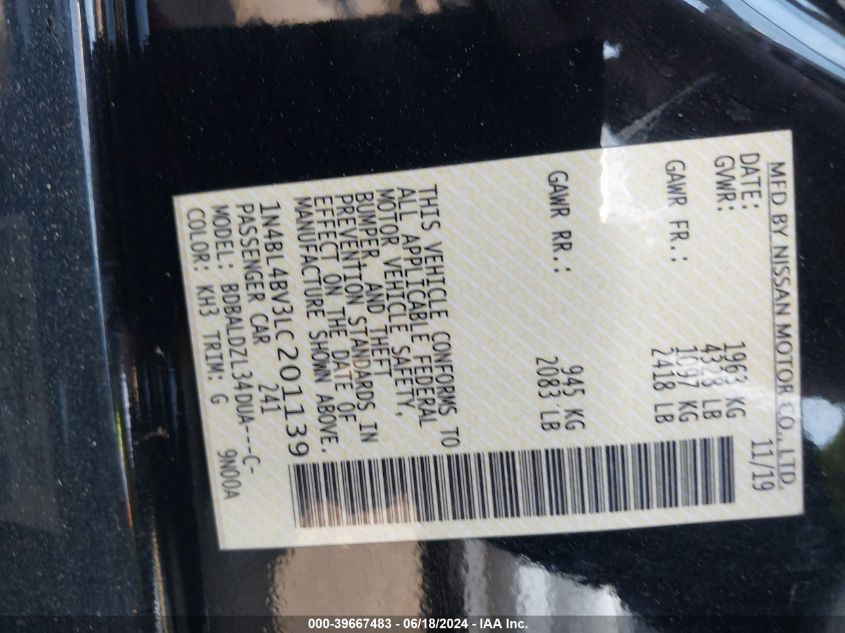 MFD BY NISSAN MOTOR CO., LTD.
DATE: 11/19
GVWR: 1963 KG
4328 LB
GAWR FR.: 1097 KG
2418 LB
GAWR RR.: 945 KG
2083 LB
THIS VEHICLE CONFORMS TO
ALL APPLICABLE FEDERAL
MOTOR VEHICLE SAFETY,
BUMPER, AND THEFT
PREVENTION STANDARDS IN
EFFECT ON THE DATE OF
MANUFACTURE SHOWN ABOVE.
1N4BL4BV3LC201139
PASSENGER CAR 241
MODEL: BDBALDZL34DUA---C-
COLOR: KH3 TRIM: G 9N00A
000-39667483 - 06/18/2024 - IAA Inc.